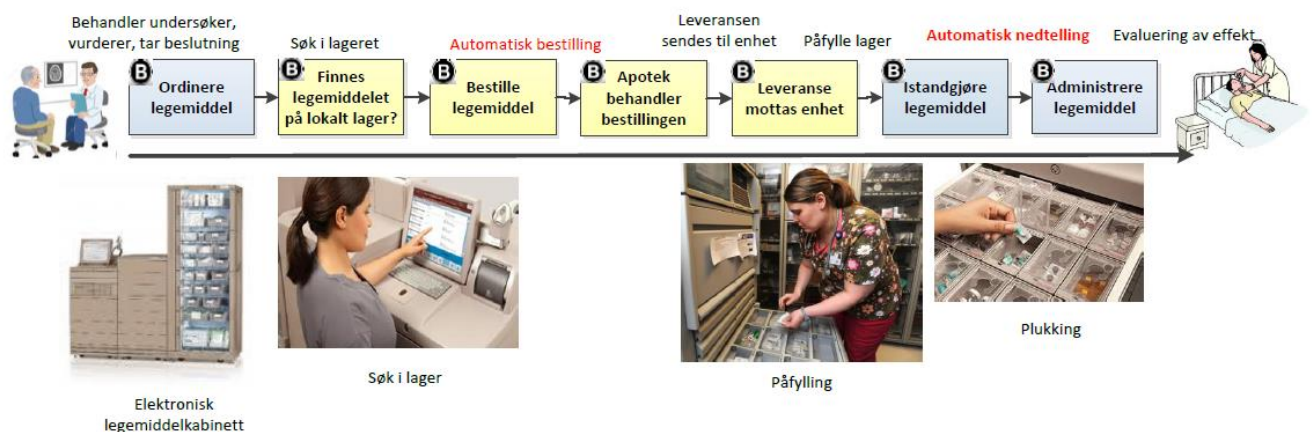 Behandler undersøker,
vurderer, tar beslutning
Søk i lageret
Automatisk bestilling
Leveransen
sendes til enhet
Påfylle lager
Automatisk nedtelling
Evaluering av effekt
B
Ordinere
legemiddel
B
Finnes
legemiddelet
på lokalt lager?
B
Bestille
legemiddel
B
Apotek
behandler
bestillingen
B
Leveranse
mottas enhet
B
Istandgjøre
legemiddel
B
Administrere
legemiddel
Elektronisk
legemiddelkabinett
Søk i lager
Påfylling
Plukking